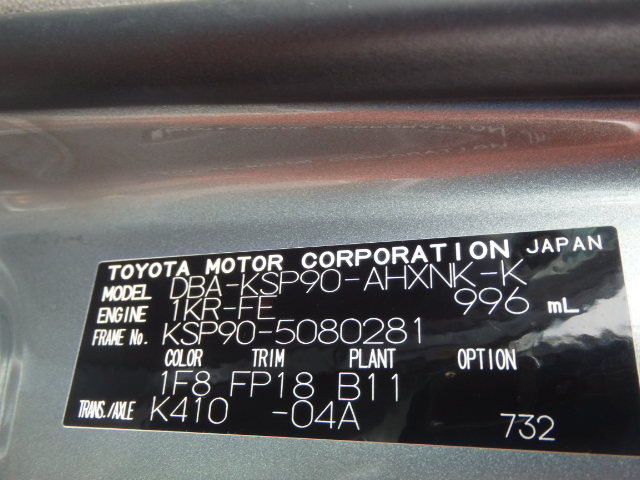 TOYOTA MOTOR CORPORATION JAPAN
MODEL DBA-KSP90-AHXNK-K
ENGINE 1KR-FE 996 mL
FRAME No. KSP90-5080281
COLOR TRIM PLANT OPTION
1F8 FP18 B11
TRANS./AXLE K410 -04A 732